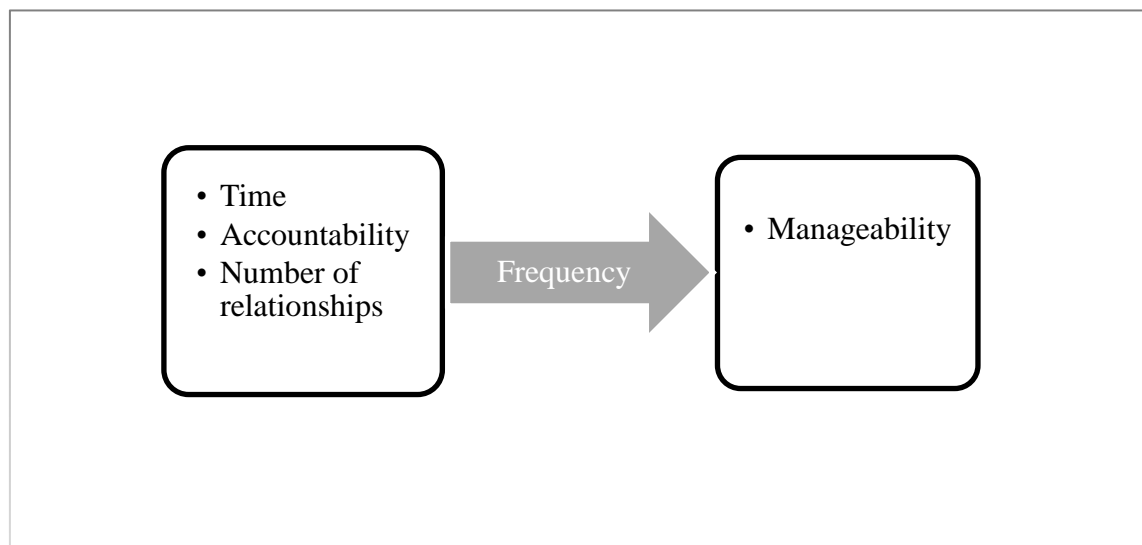 • Time
• Accountability
• Number of
relationships
Frequency
• Manageability